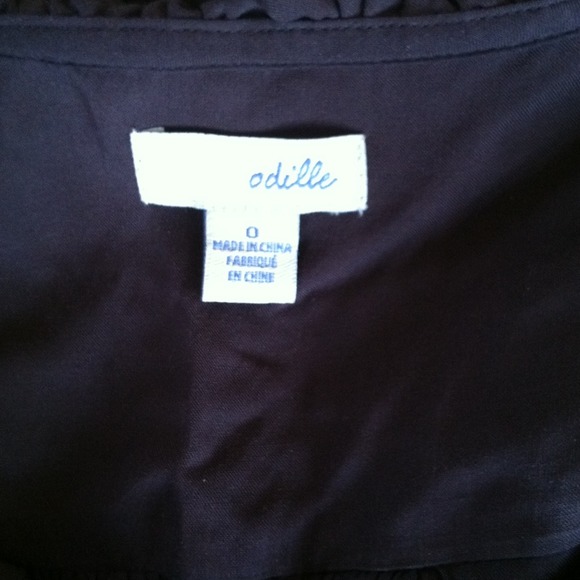 odille
0
MADE IN CHINA
FABRIQUÉ
EN CHINE